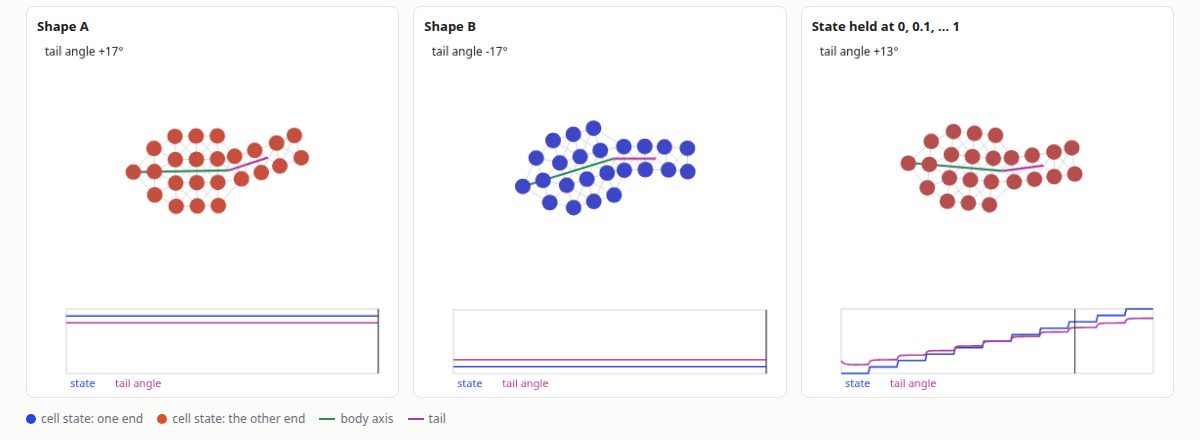 Shape A
tail angle +17°
state tail angle
Shape B
tail angle -17°
state tail angle
State held at 0, 0.1, ... 1
tail angle +13°
state tail angle
cell state: one end cell state: the other end body axis tail